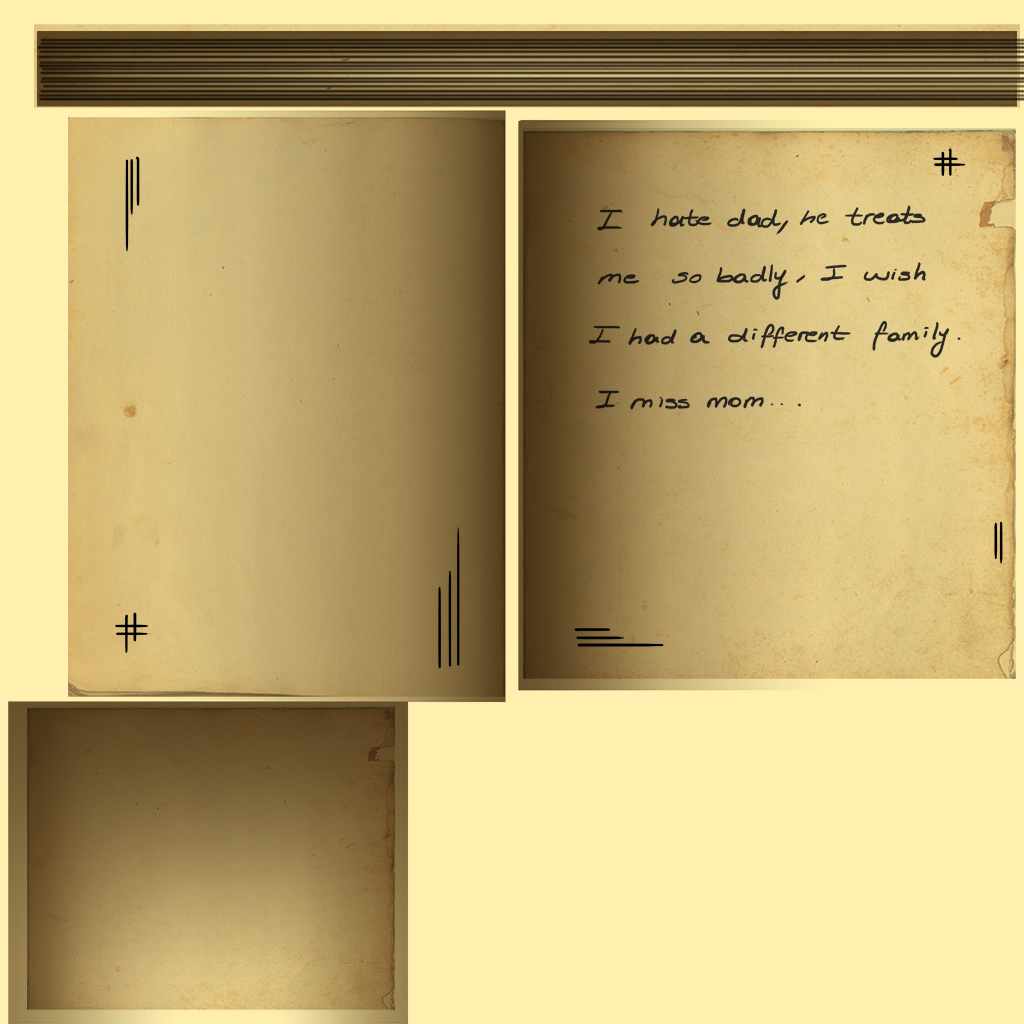 I hate dad, he treats
me so badly, I wish
I had a different family.
I miss mom...